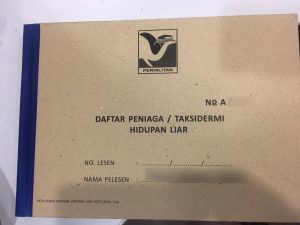 PERHILITAN
No A
DAFTAR PENIAGA / TAKSIDERMI
HIDUPAN LIAR
NO. LESEN : ............/............/............
NAMA PELESEN :